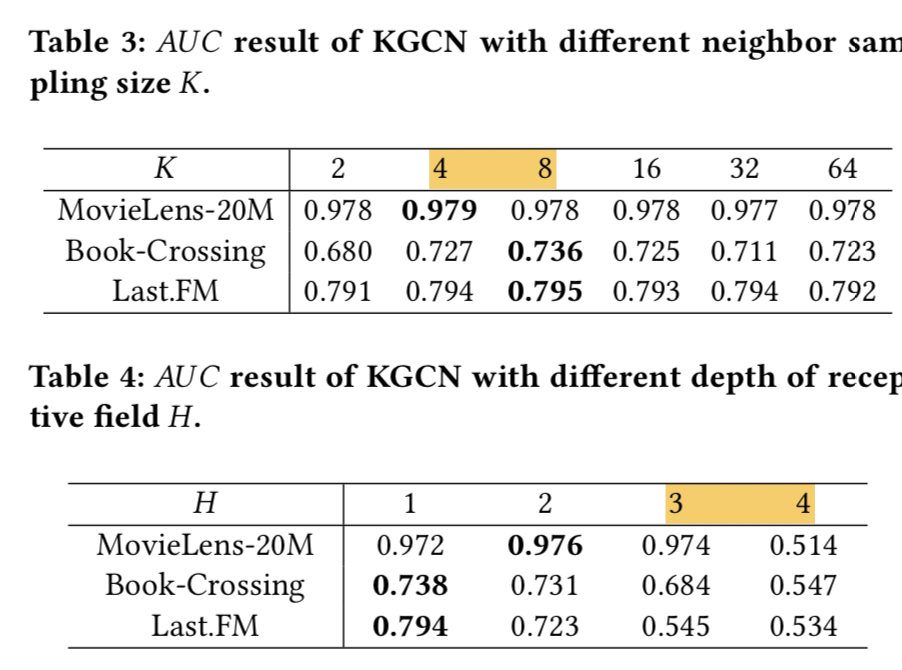 Table 3: AUC result of KGCN with different neighbor sam
pling size K.
K 2 4 8 16 32 64
MovieLens-20M 0.978 0.979 0.978 0.978 0.977 0.978
Book-Crossing 0.680 0.727 0.736 0.725 0.711 0.723
Last.FM 0.791 0.794 0.795 0.793 0.794 0.792
Table 4: AUC result of KGCN with different depth of recep
tive field H.
H 1 2 3 4
MovieLens-20M 0.972 0.976 0.974 0.514
Book-Crossing 0.738 0.731 0.684 0.547
Last.FM 0.794 0.723 0.545 0.534